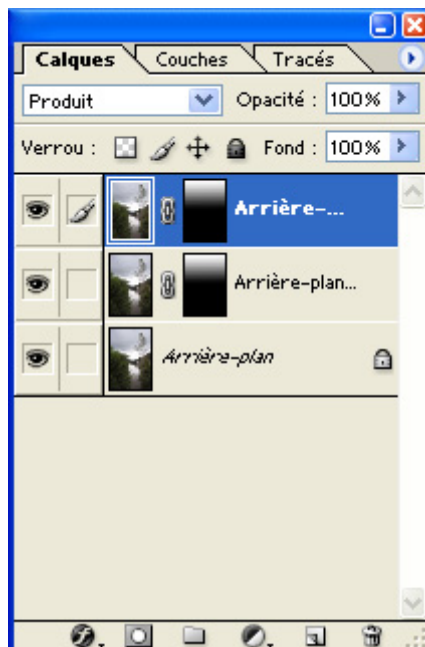 Calques Couches Tracés
Produit Opacité : 100%
Verrou : Fond : 100%
Arrière-...
Arrière-plan...
Arrière-plan